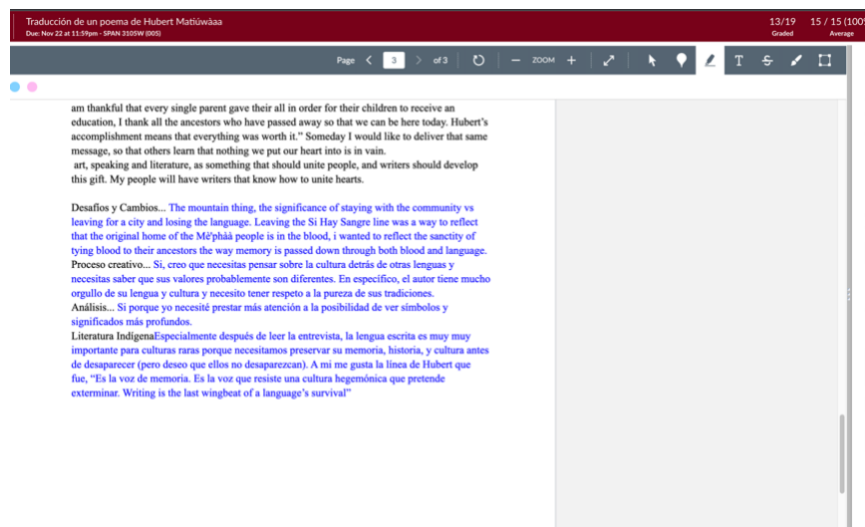 Traducción de un poema de Hubert Matiúwàaa
Due: Nov 22 at 11:59pm - SPAN 3105W (005)
13/19
Graded
15 / 15 (100%
Average
Page
3
of 3
ZOOM
T
S
am thankful that every single parent gave their all in order for their children to receive an
education, I thank all the ancestors who have passed away so that we can be here today. Hubert's
accomplishment means that everything was worth it." Someday I would like to deliver that same
message, so that others learn that nothing we put our heart into is in vain.
art, speaking and literature, as something that should unite people, and writers should develop
this gift. My people will have writers that know how to unite hearts.
Desafíos y Cambios... The mountain thing, the significance of staying with the community vs
leaving for a city and losing the language. Leaving the Si Hay Sangre line was a way to reflect
that the original home of the Mè'phàà people is in the blood, i wanted to reflect the sanctity of
tying blood to their ancestors the way memory is passed down through both blood and language.
Proceso creativo... Si, creo que necesitas pensar sobre la cultura detrás de otras lenguas y
necesitas saber que sus valores probablemente son diferentes. En específico, el autor tiene mucho
orgullo de su lengua y cultura y necesito tener respeto a la pureza de sus tradiciones.
Análisis... Si porque yo necesité prestar más atención a la posibilidad de ver símbolos y
significados más profundos.
Literatura IndígenaEspecialmente después de leer la entrevista, la lengua escrita es muy muy
importante para culturas raras porque necesitamos preservar su memoria, historia, y cultura antes
de desaparecer (pero deseo que ellos no desaparezcan). A mi me gusta la línea de Hubert que
fue, "Es la voz de memoria. Es la voz que resiste una cultura hegemónica que pretende
exterminar. Writing is the last wingbeat of a language's survival"